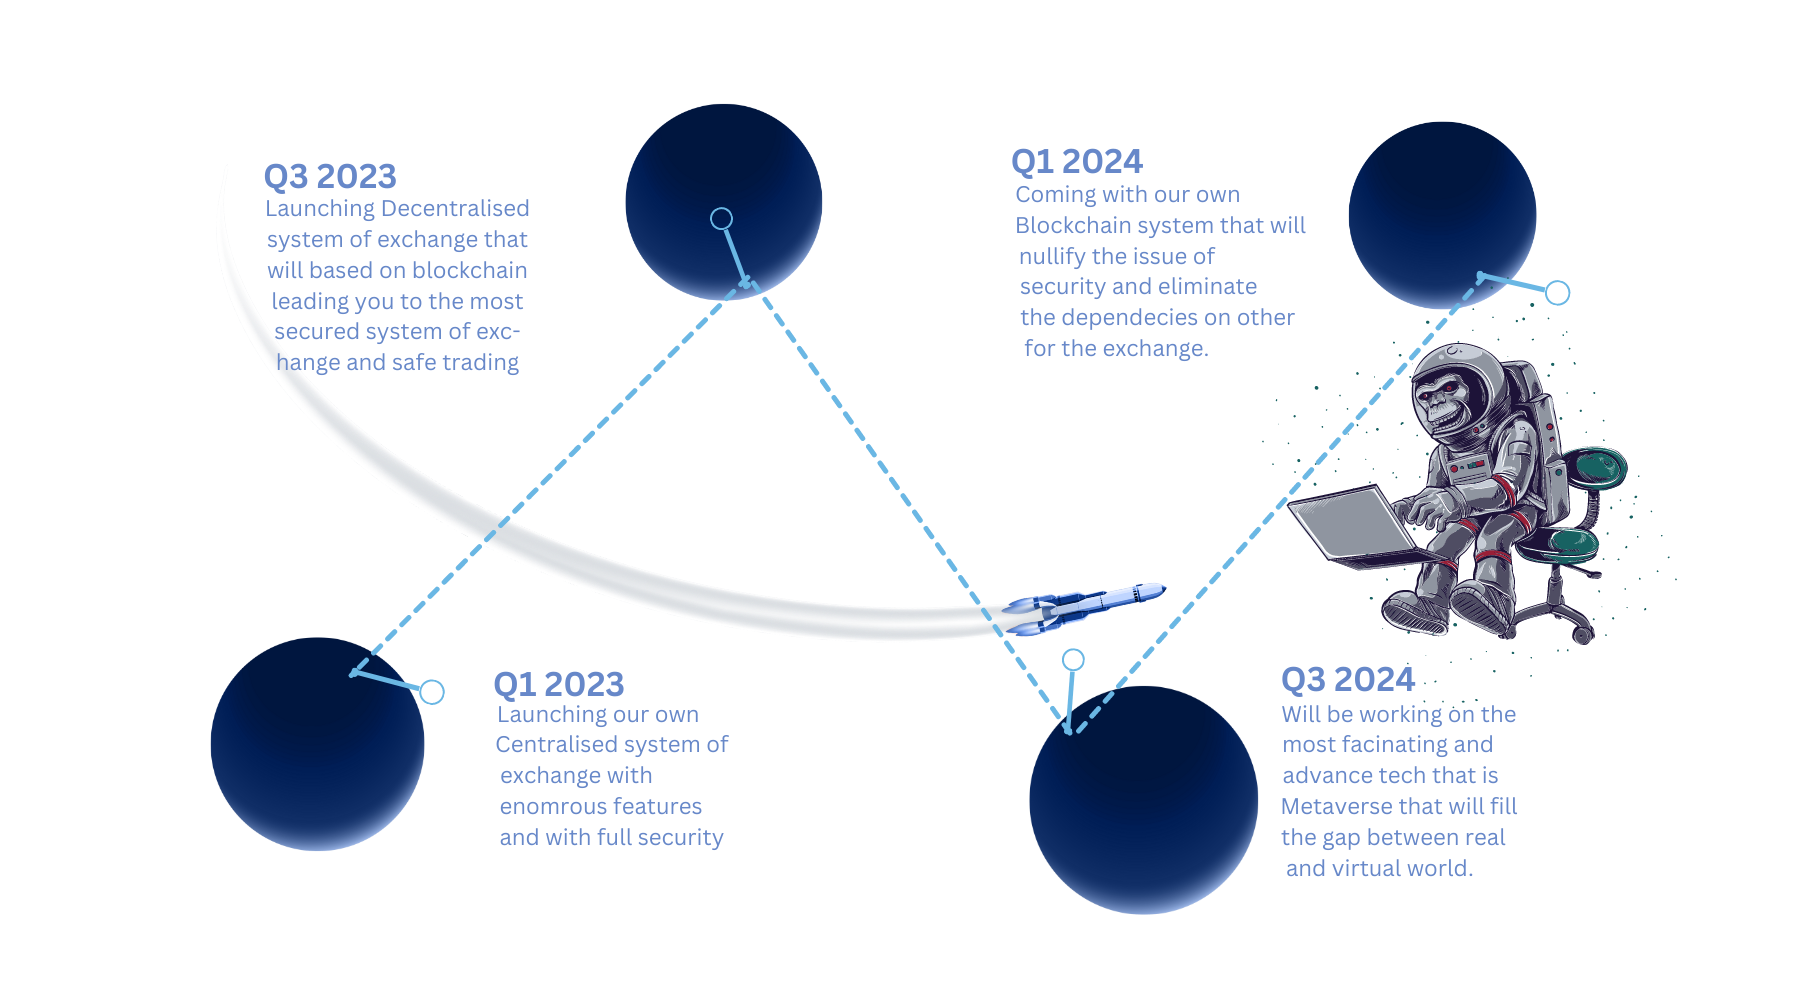 Q3 2023
Launching Decentralised
system of exchange that
will based on blockchain
leading you to the most
secured system of exc-
hange and safe trading
Q1 2024
Coming with our own
Blockchain system that will
nullify the issue of
security and eliminate
the dependecies on other
for the exchange.
Q1 2023
Launching our own
Centralised system of
exchange with
enomrous features
and with full security
Q3 2024
Will be working on the
most facinating and
advance tech that is
Metaverse that will fill
the gap between real
and virtual world.